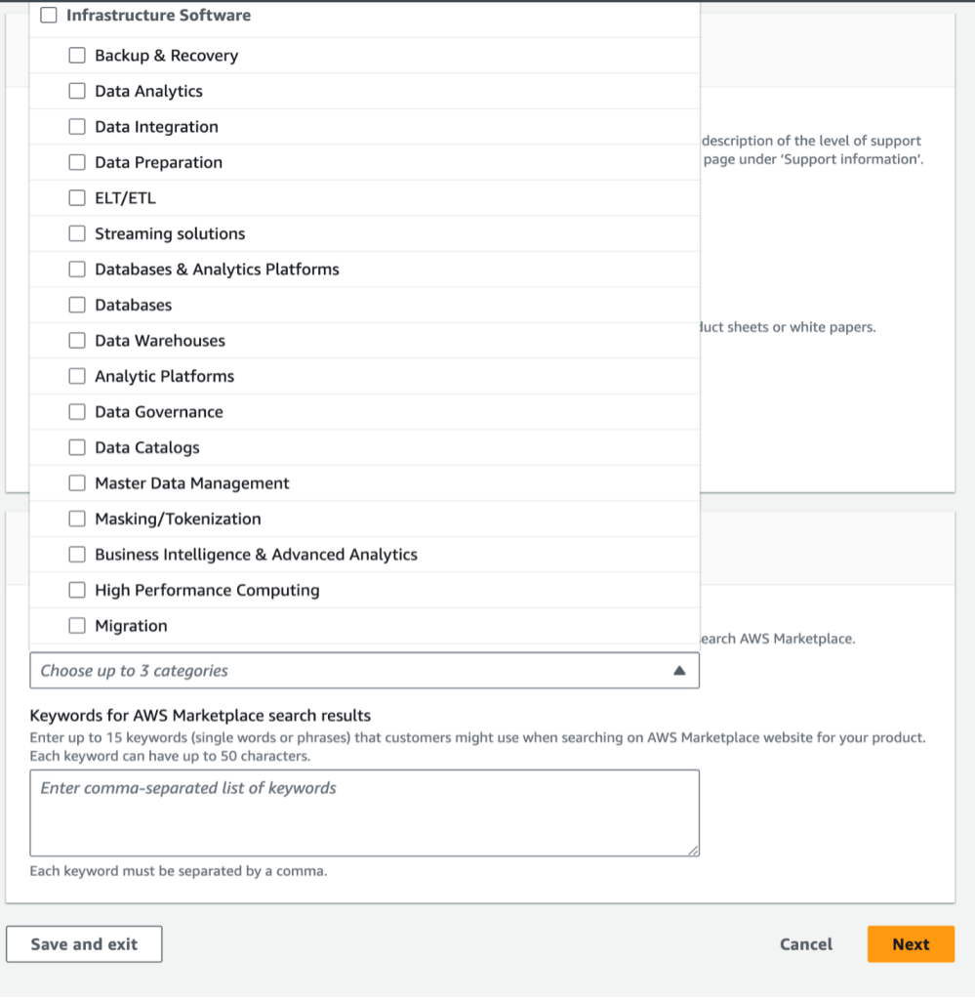 Infrastructure Software
Backup & Recovery
Data Analytics
Data Integration
description of the level of support
page under ‘Support information’.
Data Preparation
ELT/ETL
Streaming solutions
Databases & Analytics Platforms
Databases
duct sheets or white papers.
Data Warehouses
Analytic Platforms
Data Governance
Data Catalogs
Master Data Management
Masking/Tokenization
Business Intelligence & Advanced Analytics
High Performance Computing
Migration
earch AWS Marketplace.
Choose up to 3 categories
Keywords for AWS Marketplace search results
Enter up to 15 keywords (single words or phrases) that customers might use when searching on AWS Marketplace website for your product.
Each keyword can have up to 50 characters.
Enter comma-separated list of keywords
Each keyword must be separated by a comma.
Save and exit
Cancel
Next